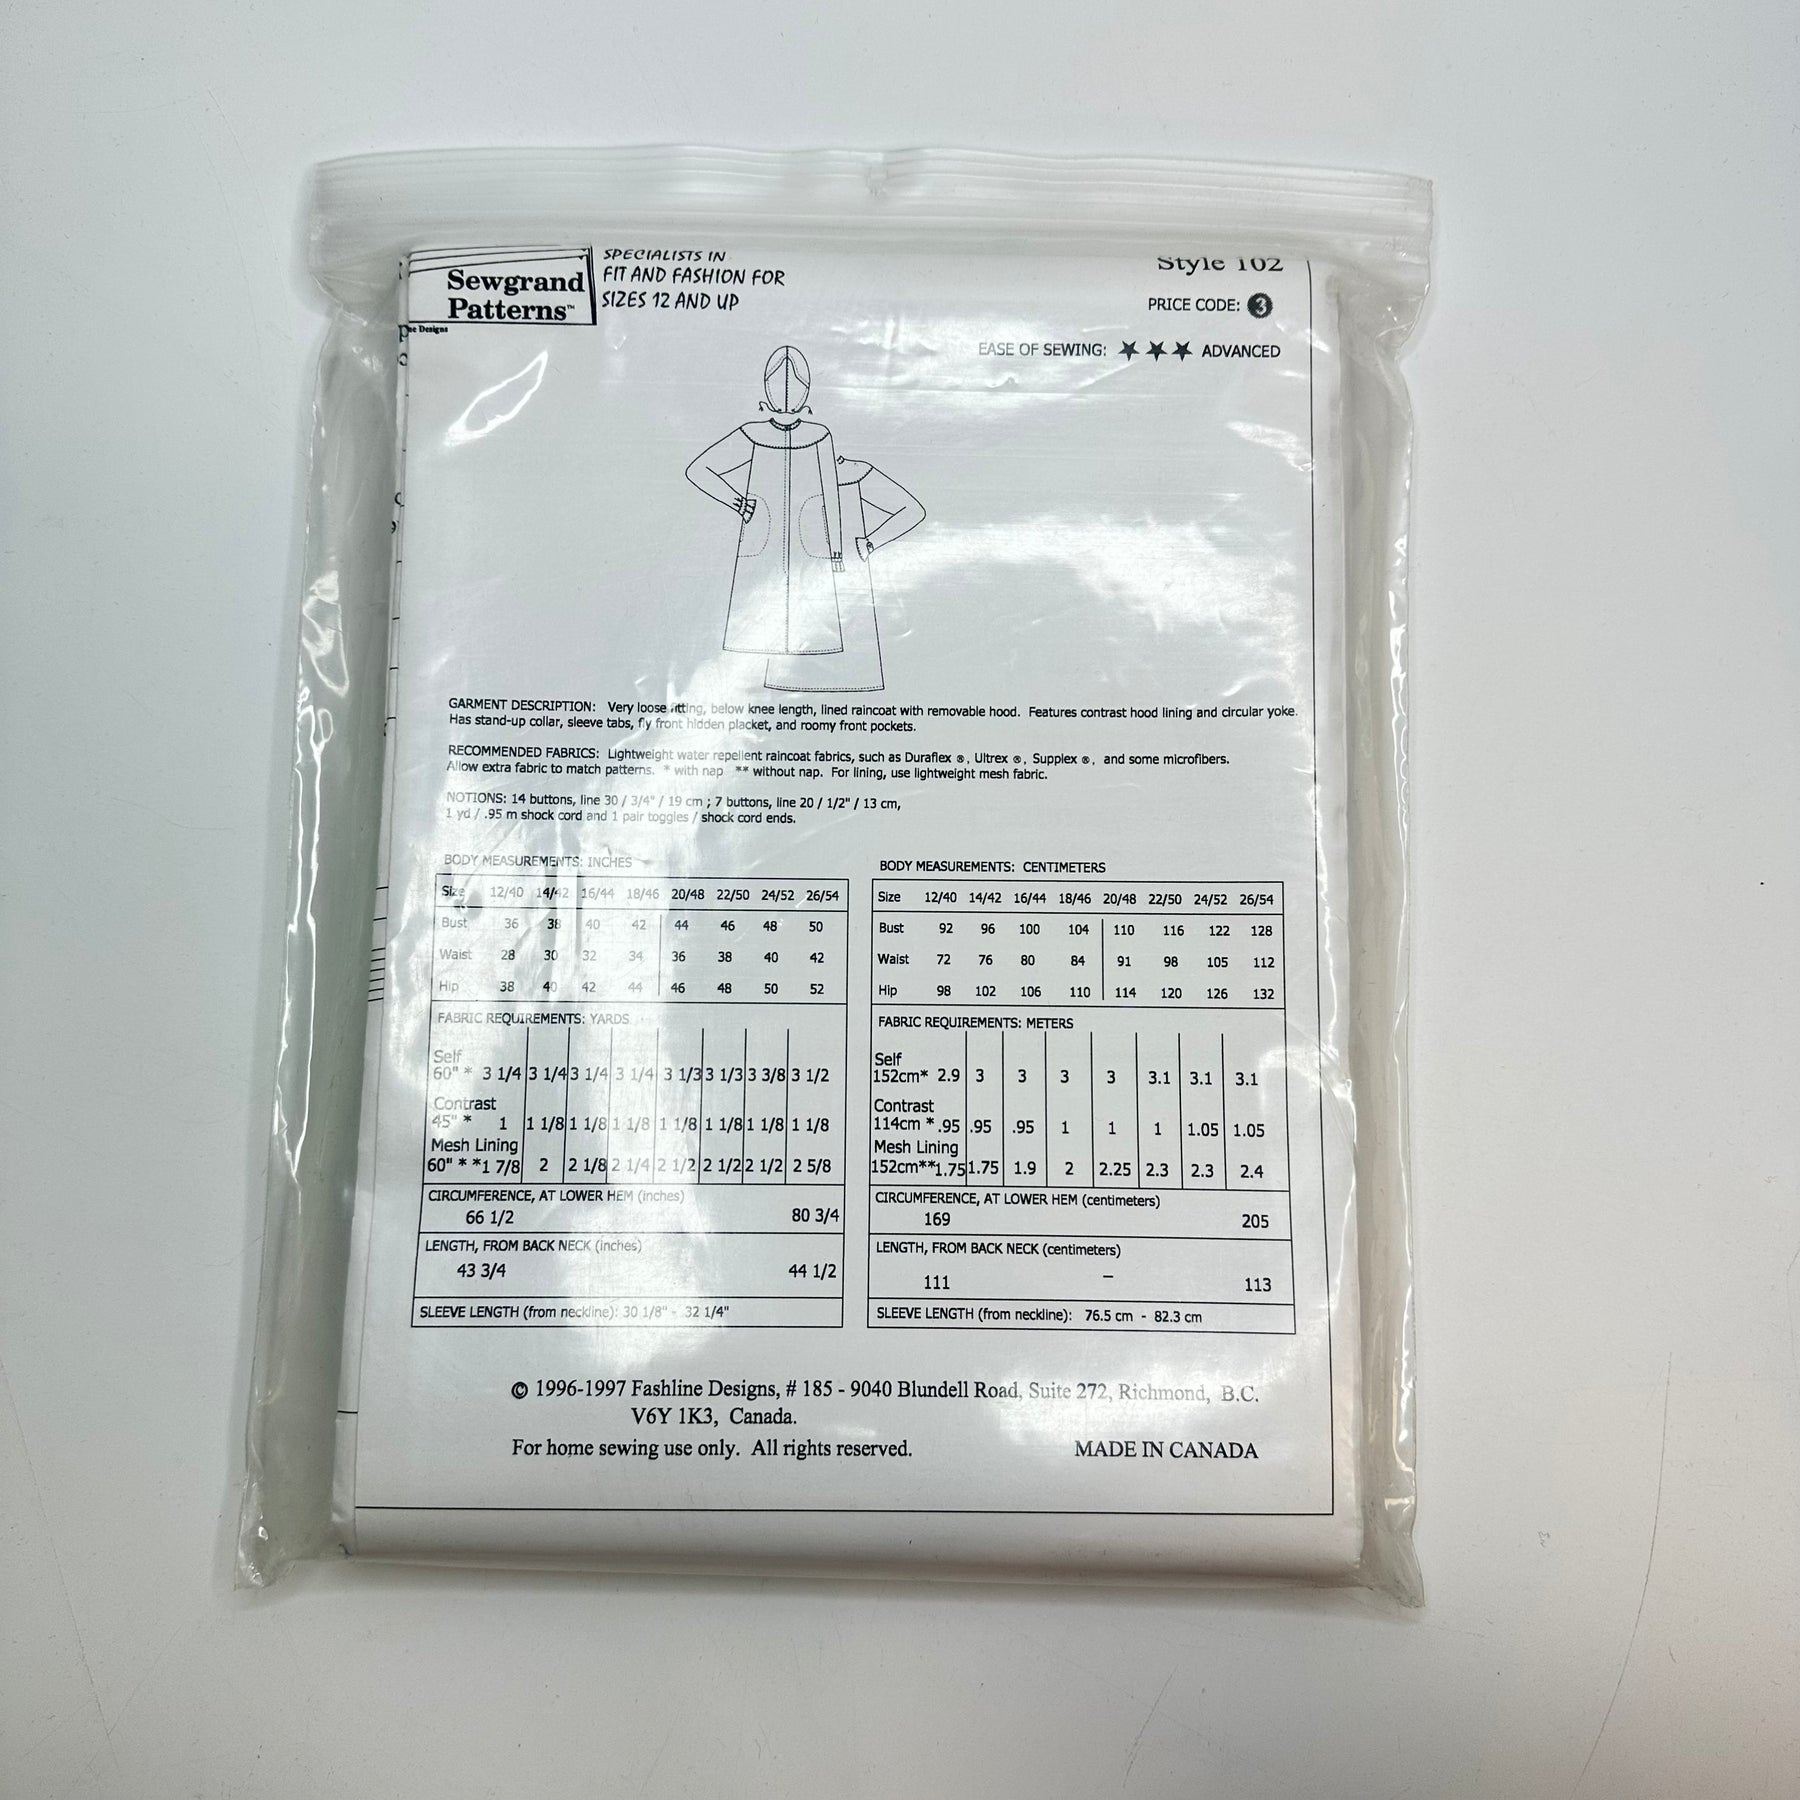 Sewgrand
Patterns™
ne Designs
SPECIALISTS IN
FIT AND FASHION FOR
SIZES 12 AND UP
Style 102
PRICE CODE: 3
EASE OF SEWING: ★ ★ ★ ADVANCED
GARMENT DESCRIPTION: Very loose fitting, below knee length, lined raincoat with removable hood. Features contrast hood lining and circular yoke.
Has stand-up collar, sleeve tabs, fly front hidden placket, and roomy front pockets.
RECOMMENDED FABRICS: Lightweight water repellent raincoat fabrics, such as Duraflex ®, Ultrex ®, Supplex ®, and some microfibers.
Allow extra fabric to match patterns. * with nap ** without nap. For lining, use lightweight mesh fabric.
NOTIONS: 14 buttons, line 30 / 3/4" / 19 cm ; 7 buttons, line 20 / 1/2" / 13 cm,
1 yd / .95 m shock cord and 1 pair toggles / shock cord ends.
BODY MEASUREMENTS: INCHES
Size 12/40 14/42 16/44 18/46 20/48 22/50 24/52 26/54
Bust 36 38 40 42 44 46 48 50
Waist 28 30 32 34 36 38 40 42
Hip 38 40 42 44 46 48 50 52
FABRIC REQUIREMENTS: YARDS
Self
60" * 3 1/4 3 1/4 3 1/4 3 1/4 3 1/3 3 1/3 3 3/8 3 1/2
Contrast
45" * 1 1 1/8 1 1/8 1 1/8 1 1/8 1 1/8 1 1/8 1 1/8
Mesh Lining
60" * *1 7/8 2 2 1/8 2 1/4 2 1/2 2 1/2 2 1/2 2 5/8
CIRCUMFERENCE, AT LOWER HEM (inches)
66 1/2 80 3/4
LENGTH, FROM BACK NECK (inches)
43 3/4 44 1/2
SLEEVE LENGTH (from neckline): 30 1/8" - 32 1/4"
BODY MEASUREMENTS: CENTIMETERS
Size 12/40 14/42 16/44 18/46 20/48 22/50 24/52 26/54
Bust 92 96 100 104 110 116 122 128
Waist 72 76 80 84 91 98 105 112
Hip 98 102 106 110 114 120 126 132
FABRIC REQUIREMENTS: METERS
Self
152cm* 2.9 3 3 3 3 3.1 3.1 3.1
Contrast
114cm * .95 .95 .95 1 1 1 1.05 1.05
Mesh Lining
152cm**1.75 1.75 1.9 2 2.25 2.3 2.3 2.4
CIRCUMFERENCE, AT LOWER HEM (centimeters)
169 205
LENGTH, FROM BACK NECK (centimeters)
111 – 113
SLEEVE LENGTH (from neckline): 76.5 cm - 82.3 cm
© 1996-1997 Fashline Designs, # 185 - 9040 Blundell Road, Suite 272, Richmond, B.C.
V6Y 1K3, Canada.
For home sewing use only. All rights reserved.
MADE IN CANADA